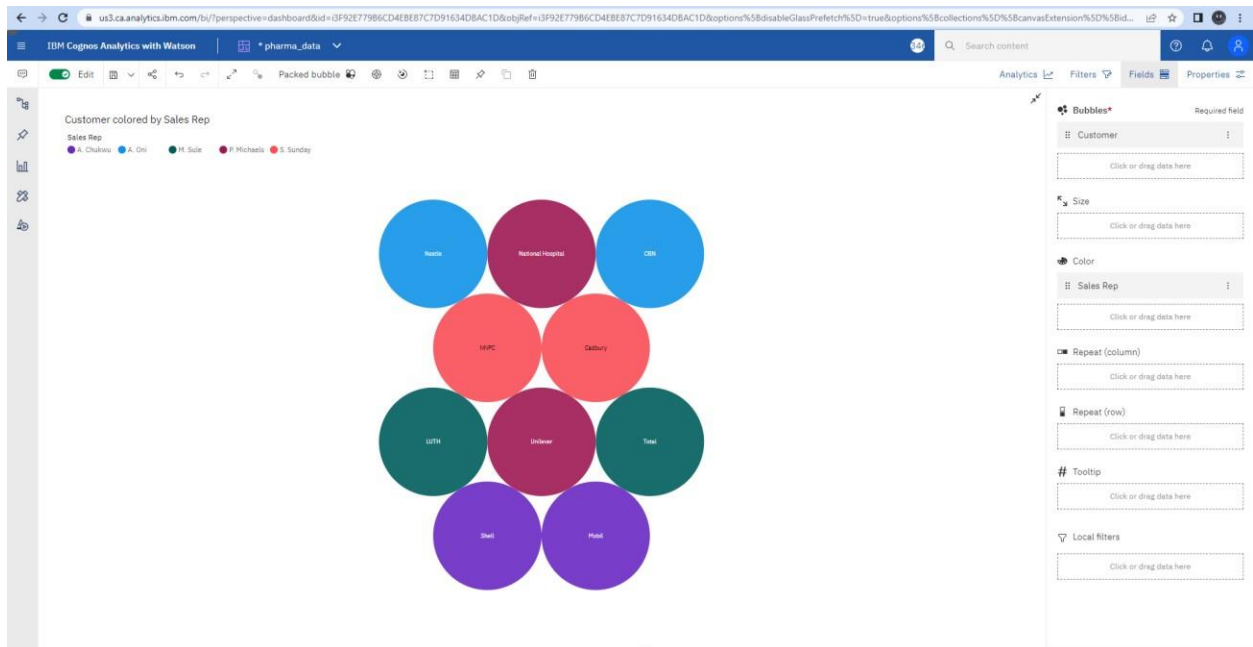 us3.ca.analytics.ibm.com/bi/?perspective=dashboard&id=i3F92E77986CD4EBE87C7D91634DBAC1D&objRef=i3F92E77986CD4EBE87C7D91634DBAC1D&options%5BdisableGlassPrefetch%5D=true&options%5Bcollections%5D%5BcanvasExtension%5D%5Bid...
IBM Cognos Analytics with Watson
* pharma_data
Search content
Edit
Packed bubble
Analytics
Filters
Fields
Properties
Customer colored by Sales Rep
Sales Rep
A. Chukwu A. Oni M. Sule P. Michaels S. Sunday
Nestle National Hospital CBN
NNPC Cadbury
LUTH Unilever Total
Shell Mobil
Bubbles* Required field
Customer
Click or drag data here
Size
Click or drag data here
Color
Sales Rep
Click or drag data here
Repeat (column)
Click or drag data here
Repeat (row)
Click or drag data here
# Tooltip
Click or drag data here
Local filters
Click or drag data here